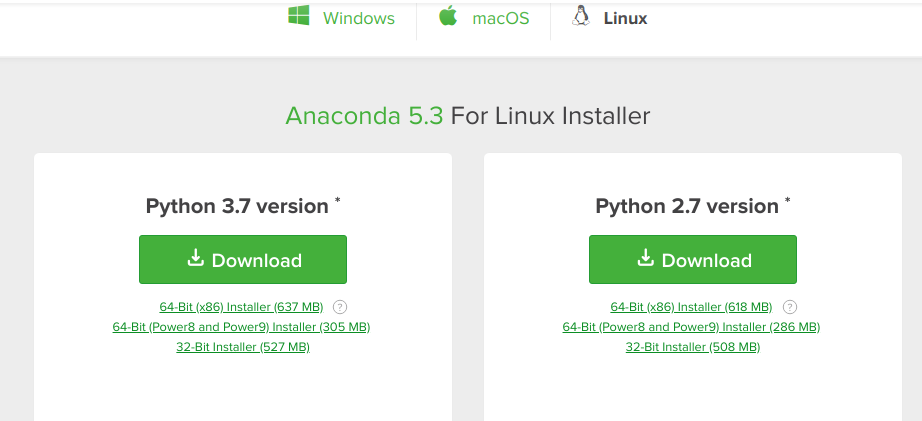 Windows macOS Linux
Anaconda 5.3 For Linux Installer
Python 3.7 version *
Download
64-Bit (x86) Installer (637 MB) ?
64-Bit (Power8 and Power9) Installer (305 MB)
32-Bit Installer (527 MB)
Python 2.7 version *
Download
64-Bit (x86) Installer (618 MB) ?
64-Bit (Power8 and Power9) Installer (286 MB)
32-Bit Installer (508 MB)